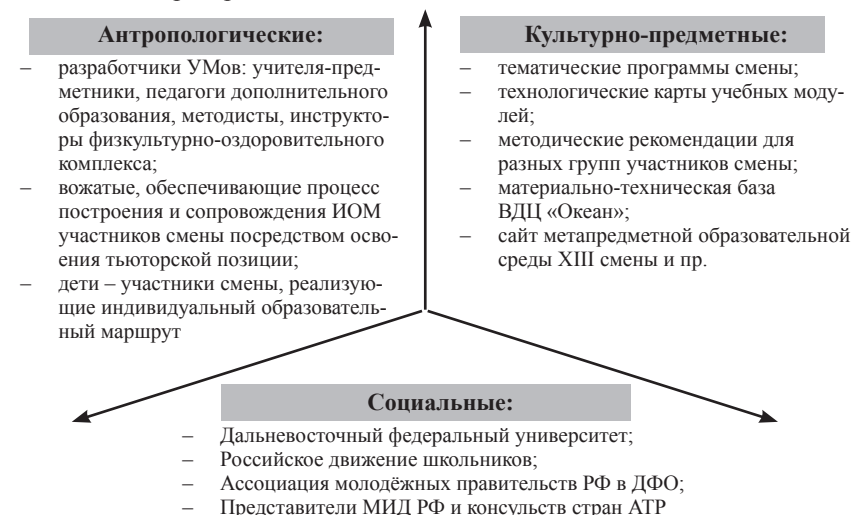 Антропологические:
– разработчики УМов: учителя-пред-
метники, педагоги дополнительного
образования, методисты, инструкто-
ры физкультурно-оздоровительного
комплекса;
– вожатые, обеспечивающие процесс
построения и сопровождения ИОМ
участников смены посредством осво-
ения тьюторской позиции;
– дети – участники смены, реализую-
щие индивидуальный образователь-
ный маршрут
Культурно-предметные:
– тематические программы смены;
– технологические карты учебных моду-
лей;
– методические рекомендации для
разных групп участников смены;
– материально-техническая база
ВДЦ «Океан»;
– сайт метапредметной образовательной
среды XIII смены и пр.
Социальные:
– Дальневосточный федеральный университет;
– Российское движение школьников;
– Ассоциация молодёжных правительств РФ в ДФО;
– Представители МИД РФ и консульств стран АТР